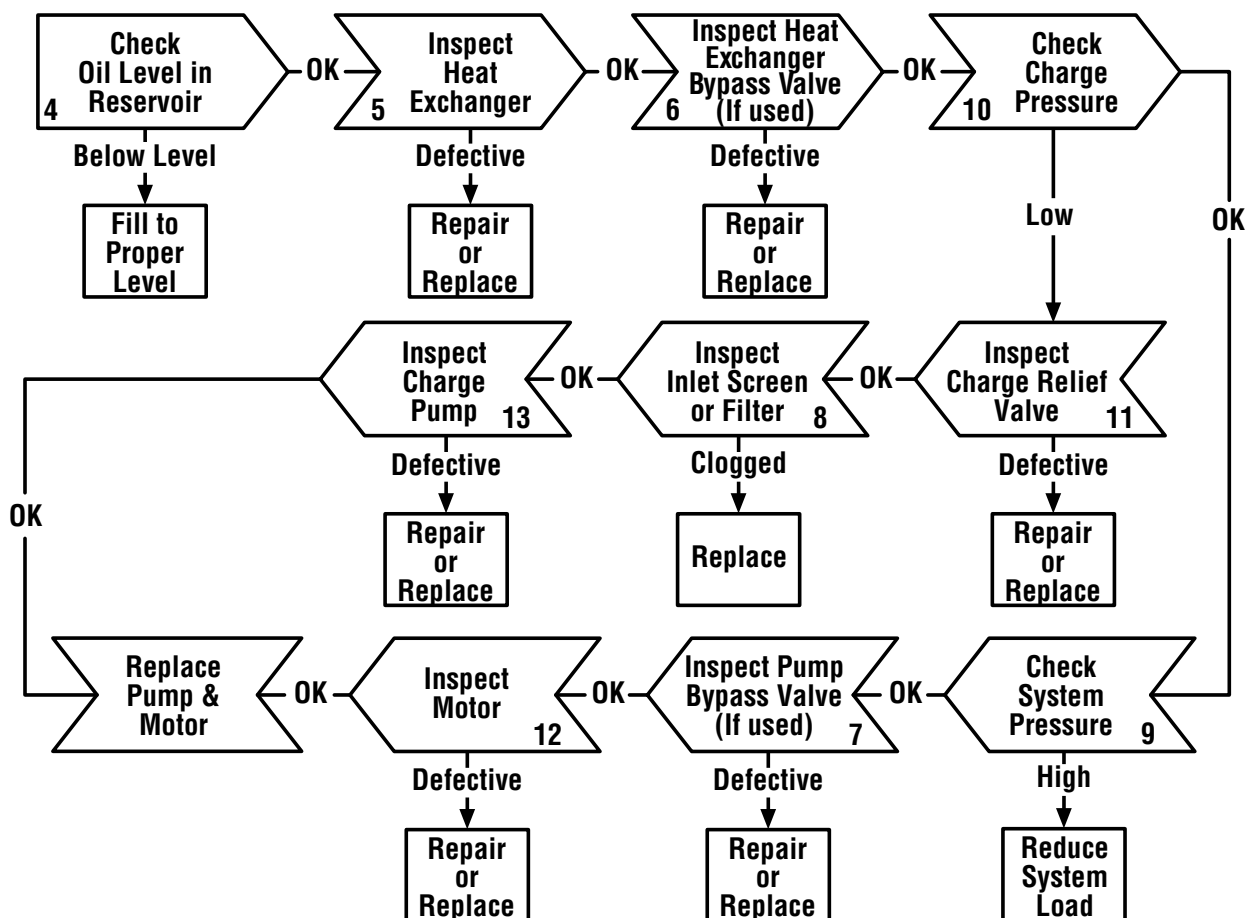 Check
Oil Level in
Reservoir
4
OK
Inspect
Heat
Exchanger
5
OK
Inspect Heat
Exchanger
Bypass Valve
(If used)
6
OK
Check
Charge
Pressure
10
Below Level
Fill to
Proper
Level
Defective
Repair
or
Replace
Defective
Repair
or
Replace
Low
OK
Inspect
Charge Relief
Valve
11
OK
Inspect
Inlet Screen
or Filter
8
OK
Inspect
Charge
Pump
13
Defective
Repair
or
Replace
Clogged
Replace
Defective
Repair
or
Replace
OK
Replace
Pump &
Motor
OK
Inspect
Motor
12
OK
Inspect Pump
Bypass Valve
(If used)
7
OK
Check
System
Pressure
9
Defective
Repair
or
Replace
Defective
Repair
or
Replace
High
Reduce
System
Load